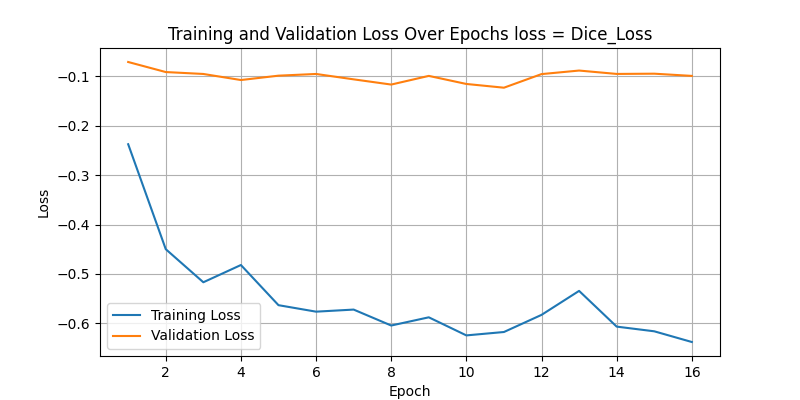 Training and Validation Loss Over Epochs loss = Dice_Loss
Loss
−0.1
−0.2
−0.3
−0.4
−0.5
−0.6
Training Loss
Validation Loss
2 4 6 8 10 12 14 16
Epoch